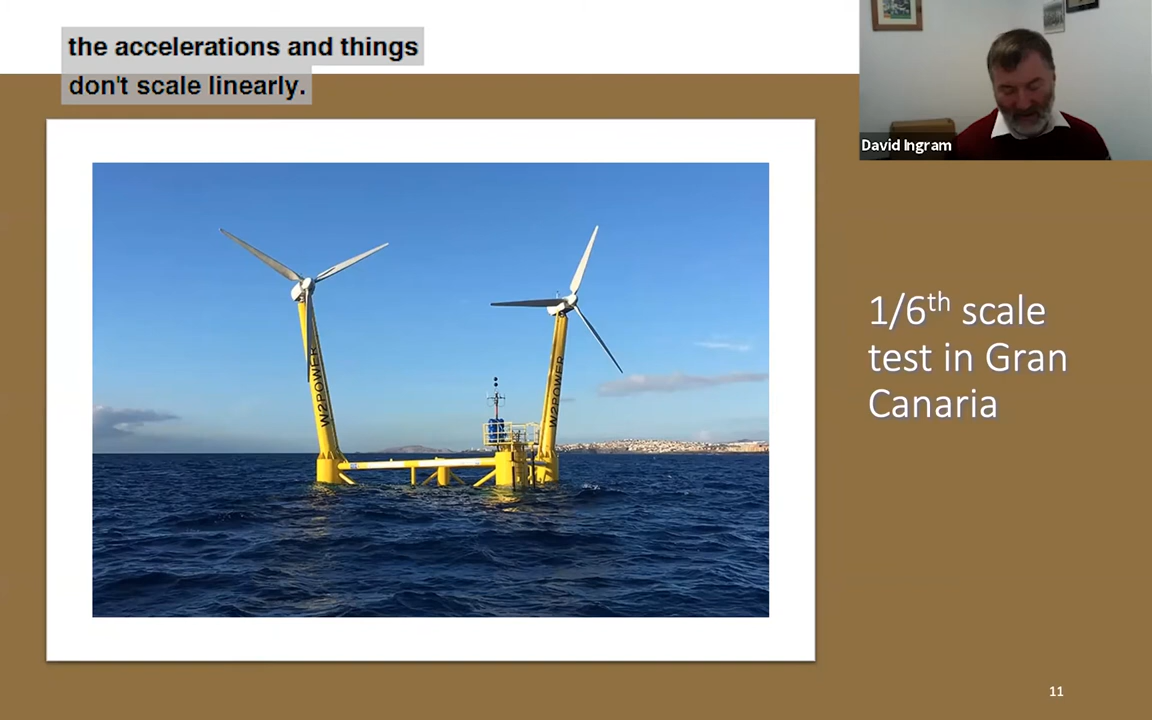 the accelerations and things
don't scale linearly.
David Ingram
W2POWER
W2POWER
1/6th scale
test in Gran
Canaria
11